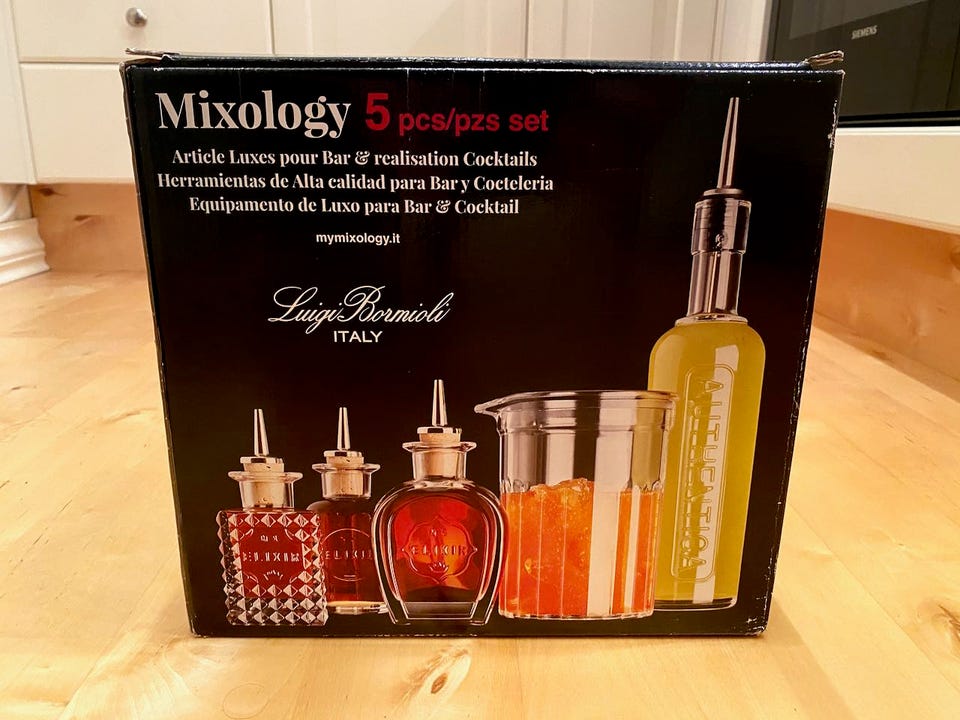 SIEMENS
Mixology 5 pcs/pzs set
Article Luxes pour Bar & realisation Cocktails
Herramientas de Alta calidad para Bar y Cocteleria
Equipamento de Luxo para Bar & Cocktail
mymixology.it
Luigi Bormioli
ITALY
AUTHENTICA
ELIXIR
ELIXIR
ELIXIR